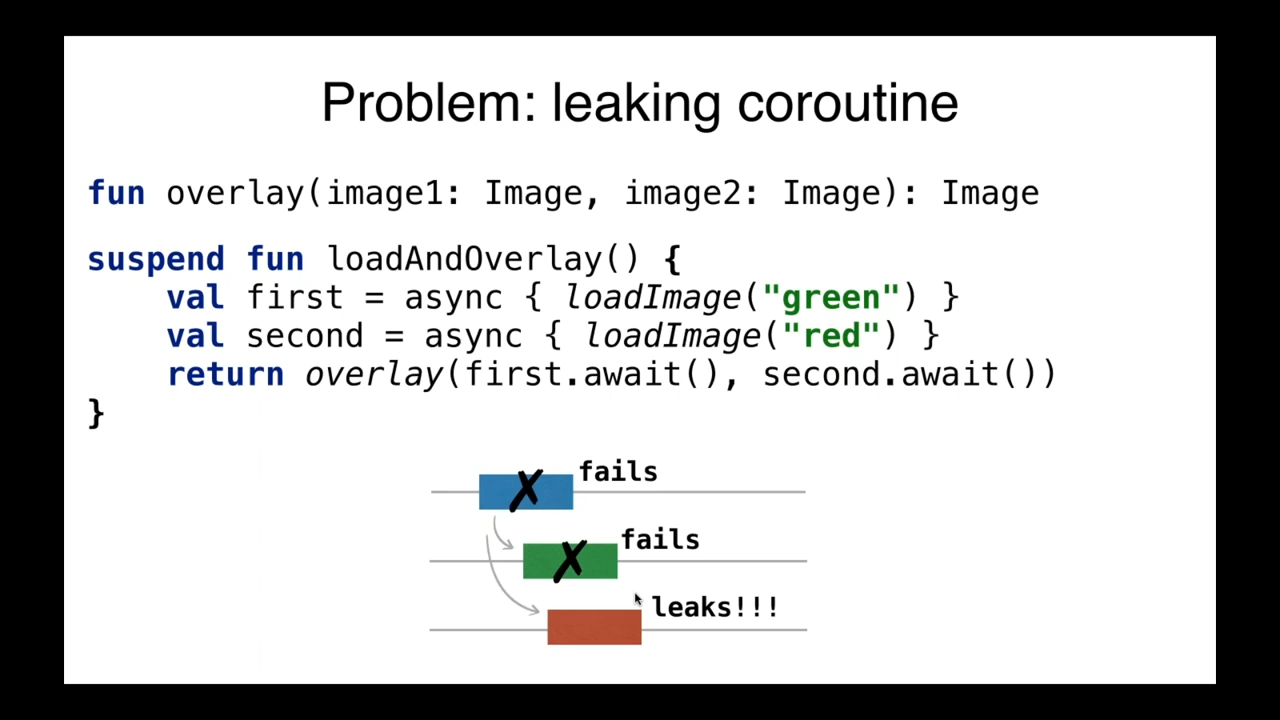 Problem: leaking coroutine
fun overlay(image1: Image, image2: Image): Image
suspend fun loadAndOverlay() {
    val first = async { loadImage("green") }
    val second = async { loadImage("red") }
    return overlay(first.await(), second.await())
}
fails
fails
leaks!!!